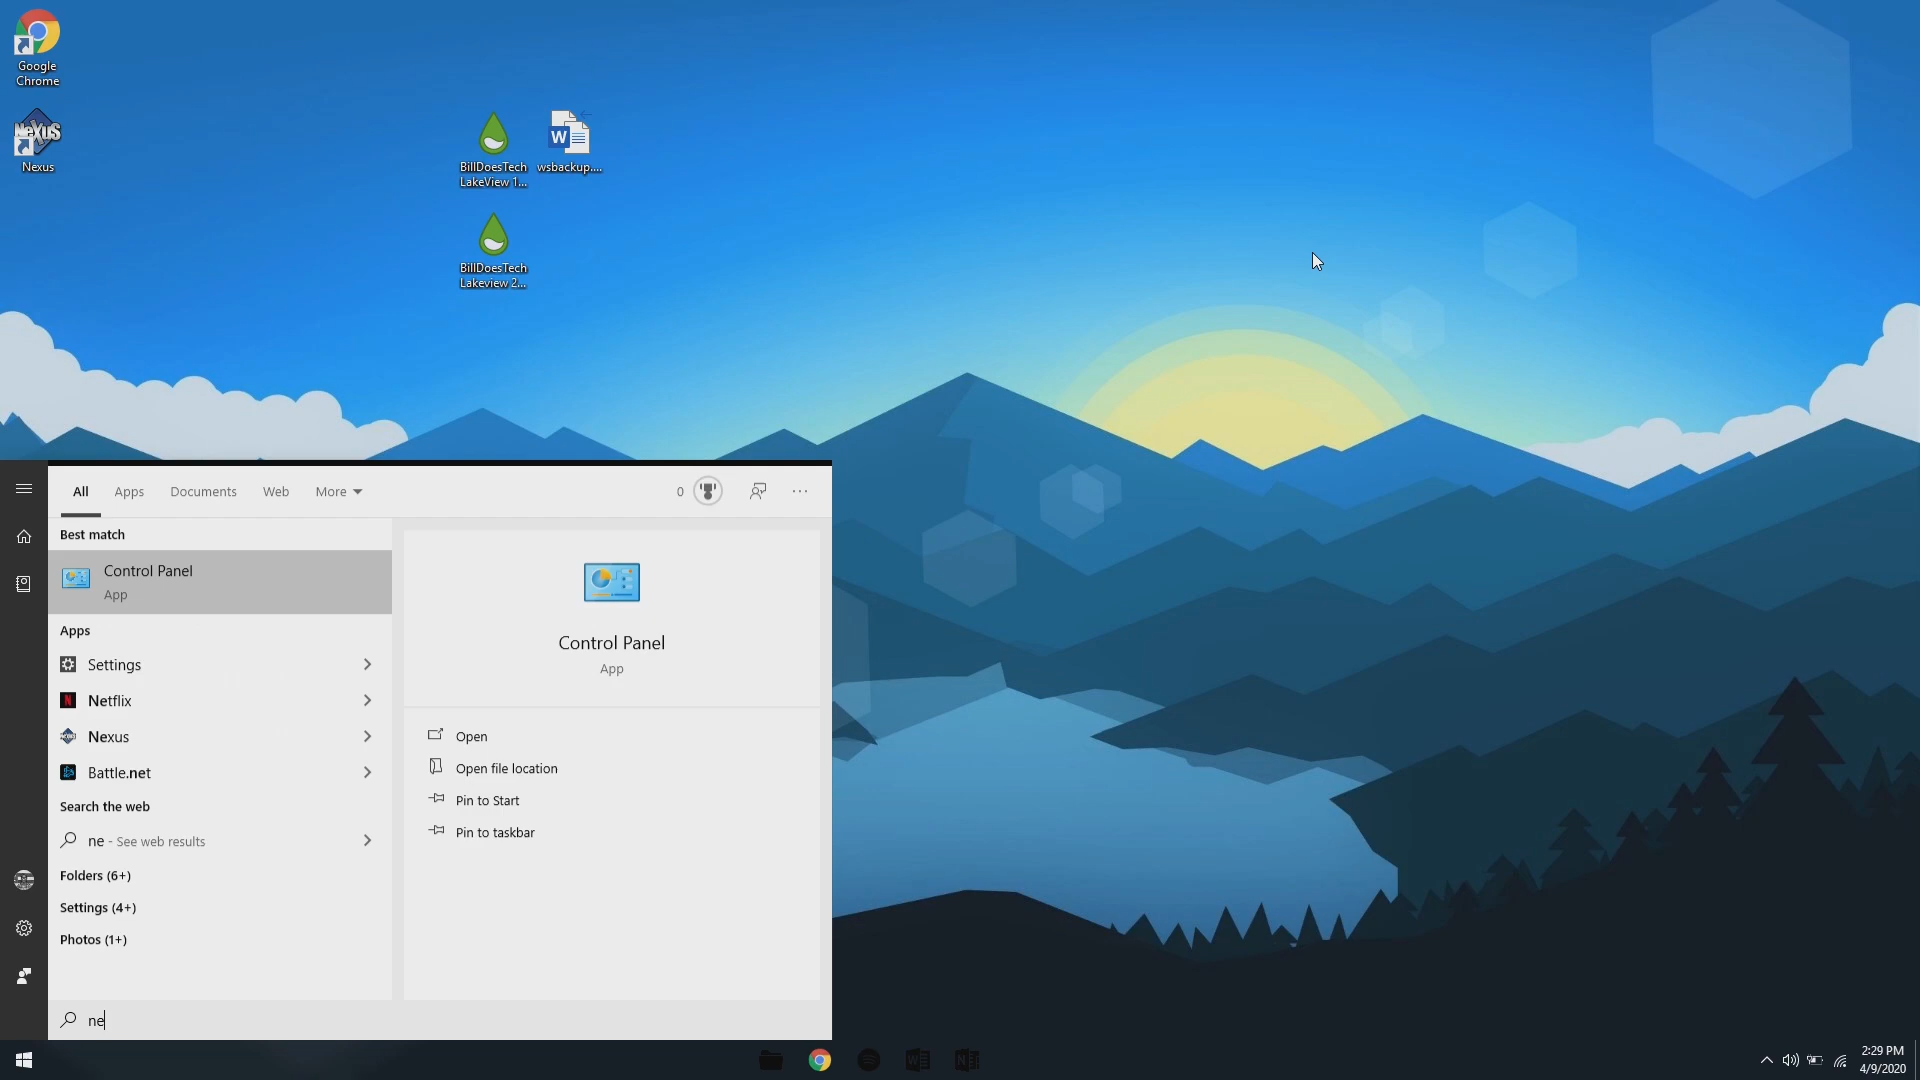 Google
Chrome
NeXuS
Nexus
BillDoesTech
LakeView 1...
W
wsbackup....
BillDoesTech
Lakeview 2...
All
Apps
Documents
Web
More
0
Best match
Control Panel
App
Apps
Settings
Netflix
Nexus
Battle.net
Search the web
ne - See web results
Folders (6+)
Settings (4+)
Photos (1+)
Control Panel
App
Open
Open file location
Pin to Start
Pin to taskbar
ne
2:29 PM
4/9/2020